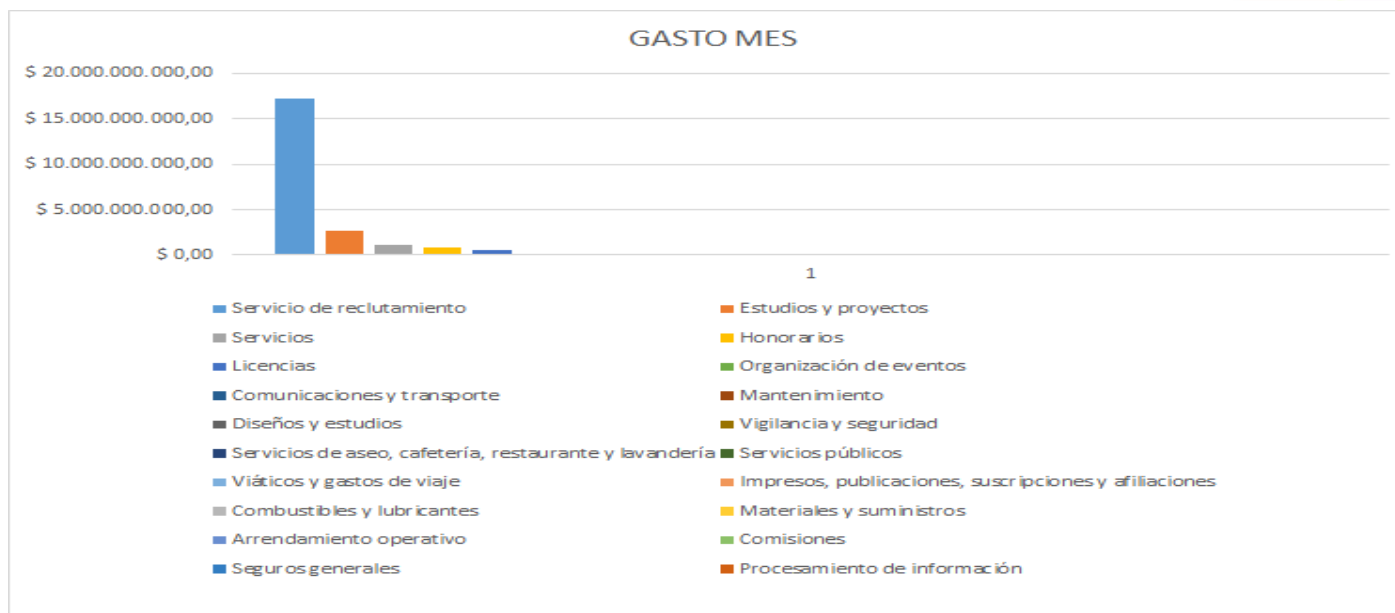 GASTO MES
$ 20.000.000.000,00
$ 15.000.000.000,00
$ 10.000.000.000,00
$ 5.000.000.000,00
$ 0,00
1
Servicio de reclutamiento
Estudios y proyectos
Servicios
Honorarios
Licencias
Organización de eventos
Comunicaciones y transporte
Mantenimiento
Diseños y estudios
Vigilancia y seguridad
Servicios de aseo, cafetería, restaurante y lavandería
Servicios públicos
Viáticos y gastos de viaje
Impresos, publicaciones, suscripciones y afiliaciones
Combustibles y lubricantes
Materiales y suministros
Arrendamiento operativo
Comisiones
Seguros generales
Procesamiento de información